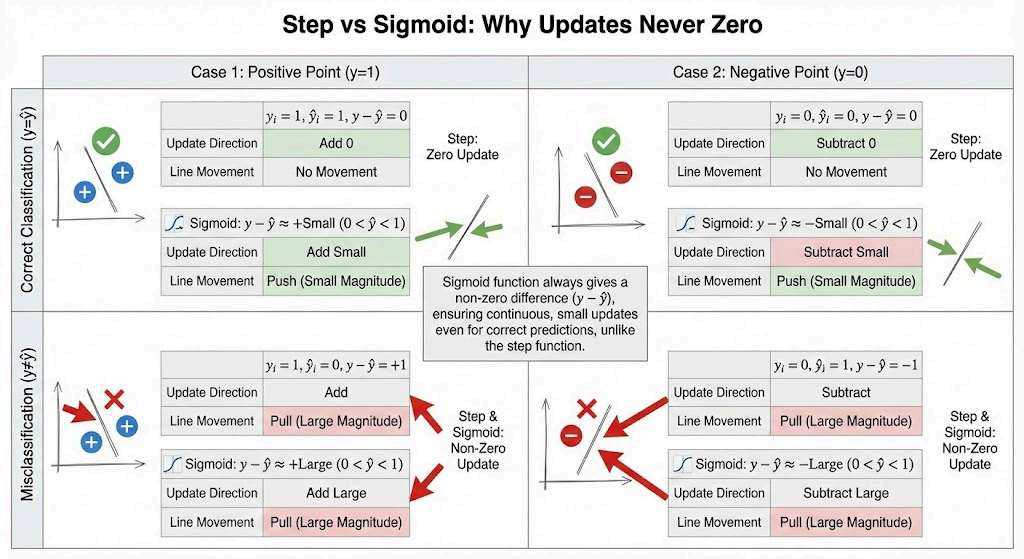 Step vs Sigmoid: Why Updates Never Zero
Case 1: Positive Point (y=1)
Case 2: Negative Point (y=0)
Correct Classification (y=ŷ)
yᵢ = 1, ŷᵢ = 1, y − ŷ = 0
Update Direction Add 0
Line Movement No Movement
Step:
Zero Update
Sigmoid: y − ŷ ≈ +Small (0 < ŷ < 1)
Update Direction Add Small
Line Movement Push (Small Magnitude)
yᵢ = 0, ŷᵢ = 0, y − ŷ = 0
Update Direction Subtract 0
Line Movement No Movement
Step:
Zero Update
Sigmoid: y − ŷ ≈ −Small (0 < ŷ < 1)
Update Direction Subtract Small
Line Movement Push (Small Magnitude)
Sigmoid function always gives a
non-zero difference (y − ŷ),
ensuring continuous, small updates
even for correct predictions, unlike
the step function.
Misclassification (y≠ŷ)
yᵢ = 1, ŷᵢ = 0, y − ŷ = +1
Update Direction Add
Line Movement Pull (Large Magnitude)
Step &
Sigmoid:
Non-Zero
Update
Sigmoid: y − ŷ ≈ +Large (0 < ŷ < 1)
Update Direction Add Large
Line Movement Pull (Large Magnitude)
yᵢ = 0, ŷᵢ = 1, y − ŷ = −1
Update Direction Subtract
Line Movement Pull (Large Magnitude)
Step &
Sigmoid:
Non-Zero
Update
Sigmoid: y − ŷ ≈ −Large (0 < ŷ < 1)
Update Direction Subtract Large
Line Movement Pull (Large Magnitude)